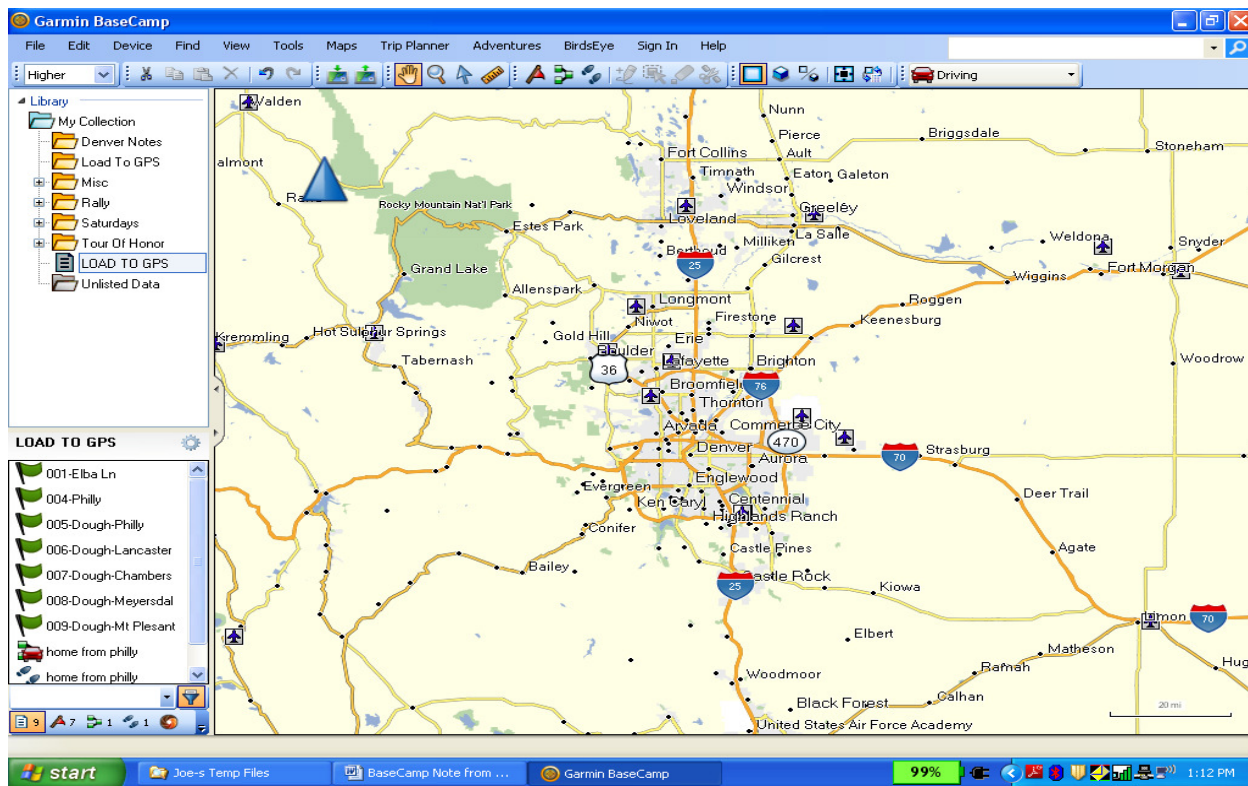 Garmin BaseCamp
File Edit Device Find View Tools Maps Trip Planner Adventures BirdsEye Sign In Help
Higher
Driving
Library
My Collection
Denver Notes
Load To GPS
Misc
Rally
Saturdays
Tour Of Honor
LOAD TO GPS
Unlisted Data
LOAD TO GPS
001-Elba Ln
004-Philly
005-Dough-Philly
006-Dough-Lancaster
007-Dough-Chambers
008-Dough-Meyersdal
009-Dough-Mt Plesant
home from philly
home from philly
9 7 1 1
Walden
Nunn
Pierce
Briggsdale
Stoneham
Fort Collins
Ault
almont
Timnath
Eaton Galeton
Windsor
Rocky Mountain Nat'l Park
Greeley
Loveland
Estes Park
La Salle
Milliken
Weldona
Snyder
Berthoud
Gilcrest
25
Grand Lake
Wiggins
Fort Morgan
Allenspark
Longmont
Roggen
Niwot
Firestone
Keenesburg
Kremmling
Hot Sulphur Springs
Gold Hill
Erie
Boulder
Lafayette
Brighton
Tabernash
Woodrow
36
Broomfield
76
Thornton
Arvada
Commerce City
470
Denver
Strasburg
Aurora
70
Englewood
Evergreen
Deer Trail
Ken Caryl
Centennial
Highlands Ranch
Conifer
Castle Pines
Agate
Bailey
Castle Rock
25
Kiowa
Limon
70
Elbert
Matheson
Ramah
Hug
Woodmoor
Black Forest
Calhan
20 mi
United States Air Force Academy
start
Joe-s Temp Files
BaseCamp Note from ...
Garmin BaseCamp
99%
1:12 PM